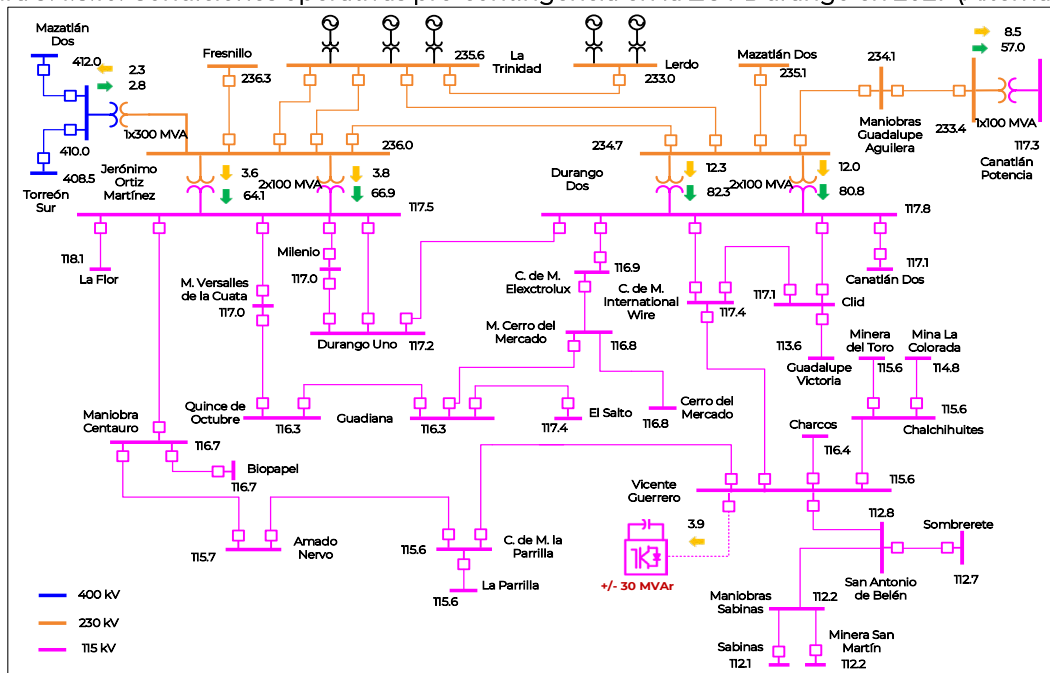 condiciones operativas pre-contingencia en la
Mazatlán
Dos
412.0
2.3
2.8
410.0
408.5
Torreón
Sur
1x300 MVA
Fresnillo
236.3
235.6
La
Trinidad
Lerdo
233.0
Mazatlán Dos
235.1
234.1
Maniobras
Guadalupe
Aguilera
233.4
8.5
57.0
1x100 MVA
117.3
Canatlán
Potencia
Jerónimo
Ortiz
Martínez
236.0
3.6
64.1
2x100 MVA
3.8
66.9
117.5
234.7
Durango
Dos
12.3
82.3
2x100 MVA
12.0
80.8
117.8
118.1
La Flor
M. Versalles
de la Cuata
117.0
Milenio
117.0
Durango Uno
117.2
C. de M.
Elexctrolux
116.9
C. de M.
International
Wire
117.4
117.1
Clid
117.1
Canatlán Dos
M. Cerro del
Mercado
116.8
113.6
Guadalupe
Victoria
Minera
del Toro
115.6
Mina La
Colorada
114.8
115.6
Chalchihuites
Quince de
Octubre
116.3
Guadiana
116.3
El Salto
117.4
Cerro del
Mercado
116.8
Maniobra
Centauro
116.7
Biopapel
116.7
Charcos
116.4
Vicente
Guerrero
115.6
Amado
Nervo
115.7
C. de M. la
Parrilla
115.6
La Parrilla
115.6
3.9
+/- 30 MVAr
112.8
San Antonio
de Belén
Sombrerete
112.7
Maniobras
Sabinas
112.2
Sabinas
112.1
Minera San
Martín
112.2
400 kV
230 kV
115 kV